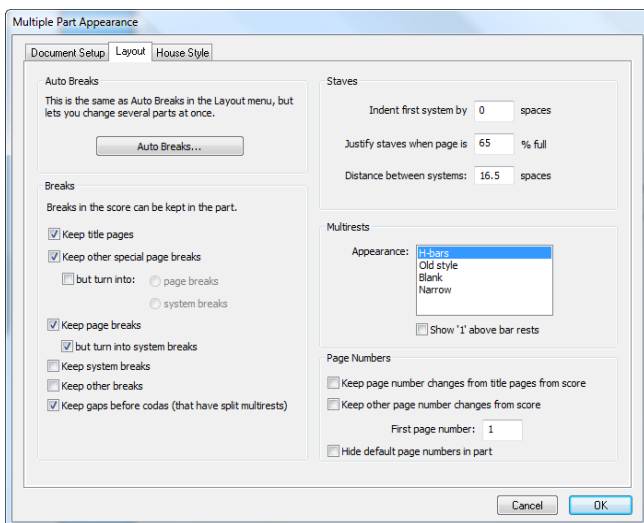 Multiple Part Appearance
Document Setup Layout House Style
Auto Breaks
This is the same as Auto Breaks in the Layout menu, but
lets you change several parts at once.
Auto Breaks...
Breaks
Breaks in the score can be kept in the part.
Keep title pages
Keep other special page breaks
but turn into:
page breaks
system breaks
Keep page breaks
but turn into system breaks
Keep system breaks
Keep other breaks
Keep gaps before codas (that have split multirests)
Staves
Indent first system by 0 spaces
Justify staves when page is 65 % full
Distance between systems: 16.5 spaces
Multirests
Appearance:
H-bars
Old style
Blank
Narrow
Show '1' above bar rests
Page Numbers
Keep page number changes from title pages from score
Keep other page number changes from score
First page number: 1
Hide default page numbers in part
Cancel OK